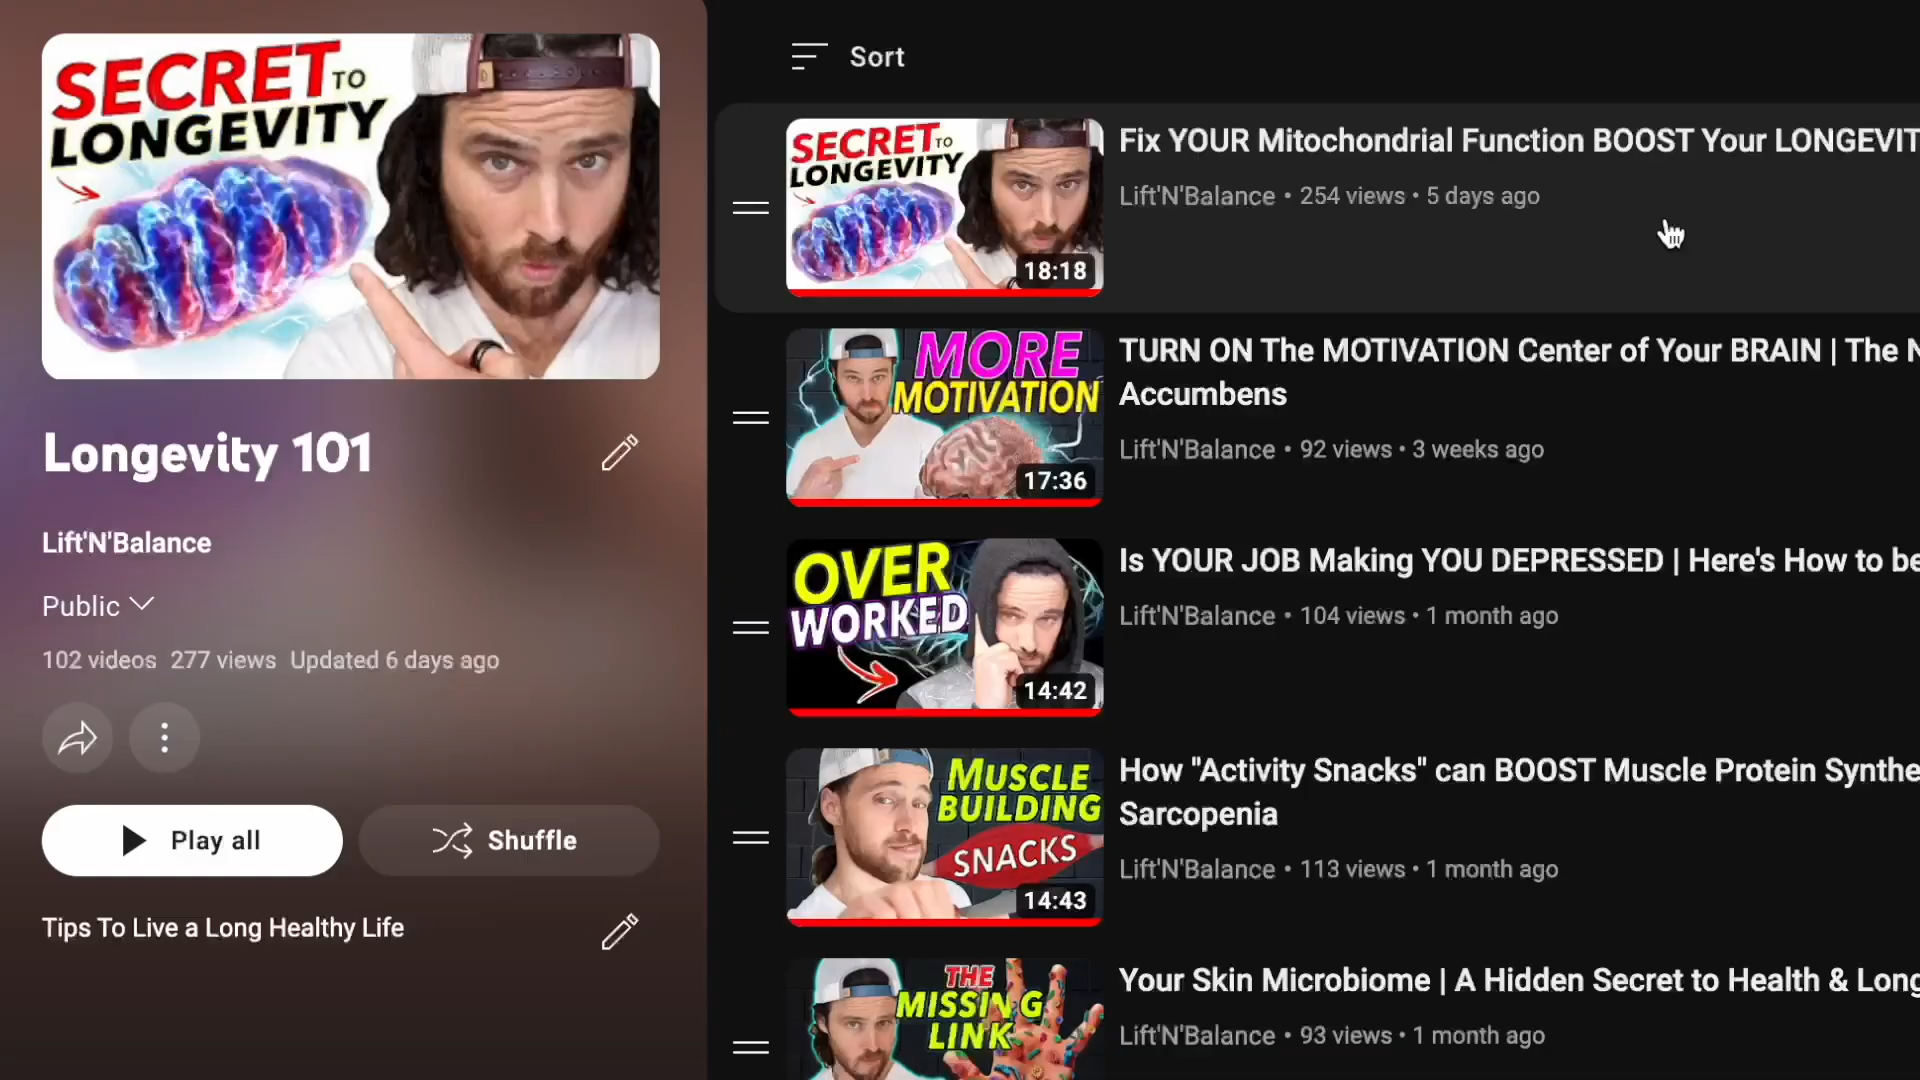 SECRET TO
LONGEVITY
Longevity 101
Lift'N'Balance
Public
102 videos 277 views Updated 6 days ago
Play all
Shuffle
Tips To Live a Long Healthy Life
Sort
SECRET TO
LONGEVITY
18:18
Fix YOUR Mitochondrial Function BOOST Your LONGEVIT
Lift'N'Balance • 254 views • 5 days ago
MORE
MOTIVATION
17:36
TURN ON The MOTIVATION Center of Your BRAIN | The N
Accumbens
Lift'N'Balance • 92 views • 3 weeks ago
OVER
WORKED
14:42
Is YOUR JOB Making YOU DEPRESSED | Here's How to be
Lift'N'Balance • 104 views • 1 month ago
MUSCLE
BUILDING
SNACKS
14:43
How "Activity Snacks" can BOOST Muscle Protein Synthe
Sarcopenia
Lift'N'Balance • 113 views • 1 month ago
THE
MISSING
LINK
Your Skin Microbiome | A Hidden Secret to Health & Long
Lift'N'Balance • 93 views • 1 month ago